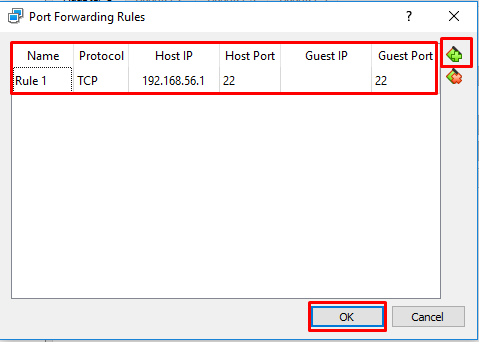 Port Forwarding Rules
Name Protocol Host IP Host Port Guest IP Guest Port
Rule 1 TCP 192.168.56.1 22 22
OK Cancel